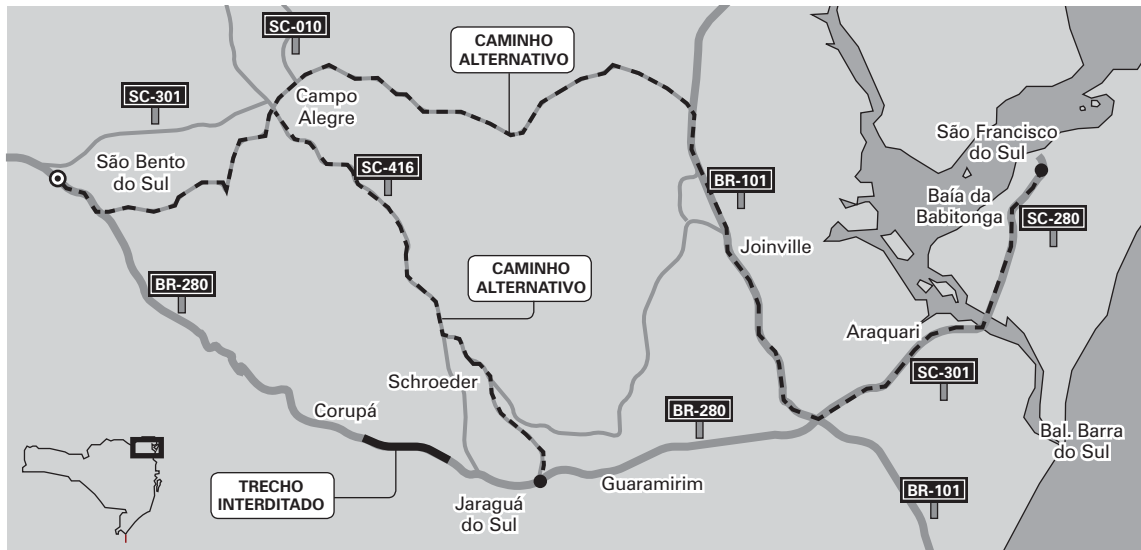 SC-010
CAMINHO
ALTERNATIVO
SC-301
Campo
Alegre
São Francisco
do Sul
São Bento
do Sul
SC-416
BR-101
Baía da
Babitonga
SC-280
Joinville
BR-280
CAMINHO
ALTERNATIVO
Araquari
Schroeder
SC-301
Corupá
BR-280
Bal. Barra
do Sul
TRECHO
INTERDITADO
Jaraguá
do Sul
Guaramirim
BR-101